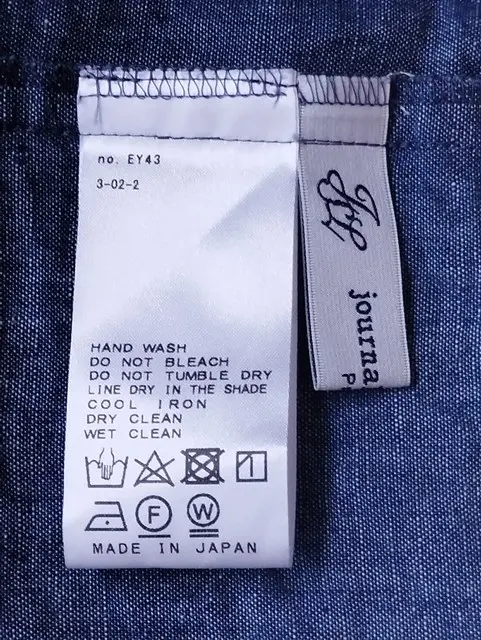 no. EY43
3-02-2
HAND WASH
DO NOT BLEACH
DO NOT TUMBLE DRY
LINE DRY IN THE SHADE
COOL IRON
DRY CLEAN
WET CLEAN
F
W
MADE IN JAPAN
journa
P